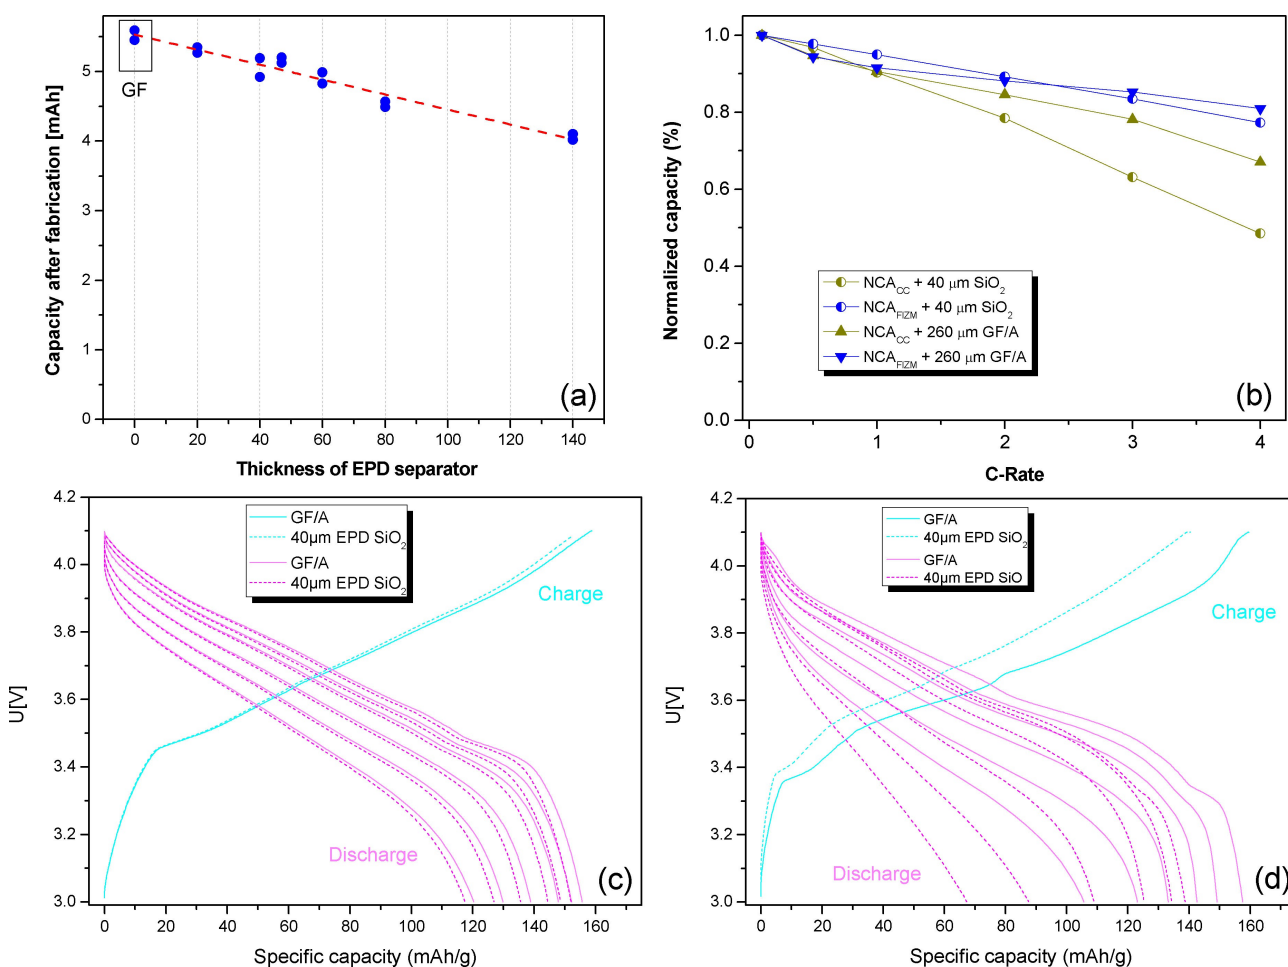 Capacity after fabrication [mAh]
5
4
3
2
1
0
GF
(a)
0 20 40 60 80 100 120 140
Thickness of EPD separator
Normalized capacity (%)
1.0
0.8
0.6
0.4
0.2
0.0
NCA_CC + 40 μm SiO₂
NCA_FIZM + 40 μm SiO₂
NCA_CC + 260 μm GF/A
NCA_FIZM + 260 μm GF/A
(b)
0 1 2 3 4
C-Rate
U[V]
4.2
4.0
3.8
3.6
3.4
3.2
3.0
GF/A
40μm EPD SiO₂
GF/A
40μm EPD SiO₂
Charge
Discharge
(c)
0 20 40 60 80 100 120 140 160
Specific capacity (mAh/g)
U[V]
4.2
4.0
3.8
3.6
3.4
3.2
3.0
GF/A
40μm EPD SiO₂
GF/A
40μm EPD SiO
Charge
Discharge
(d)
0 20 40 60 80 100 120 140 160
Specific capacity (mAh/g)